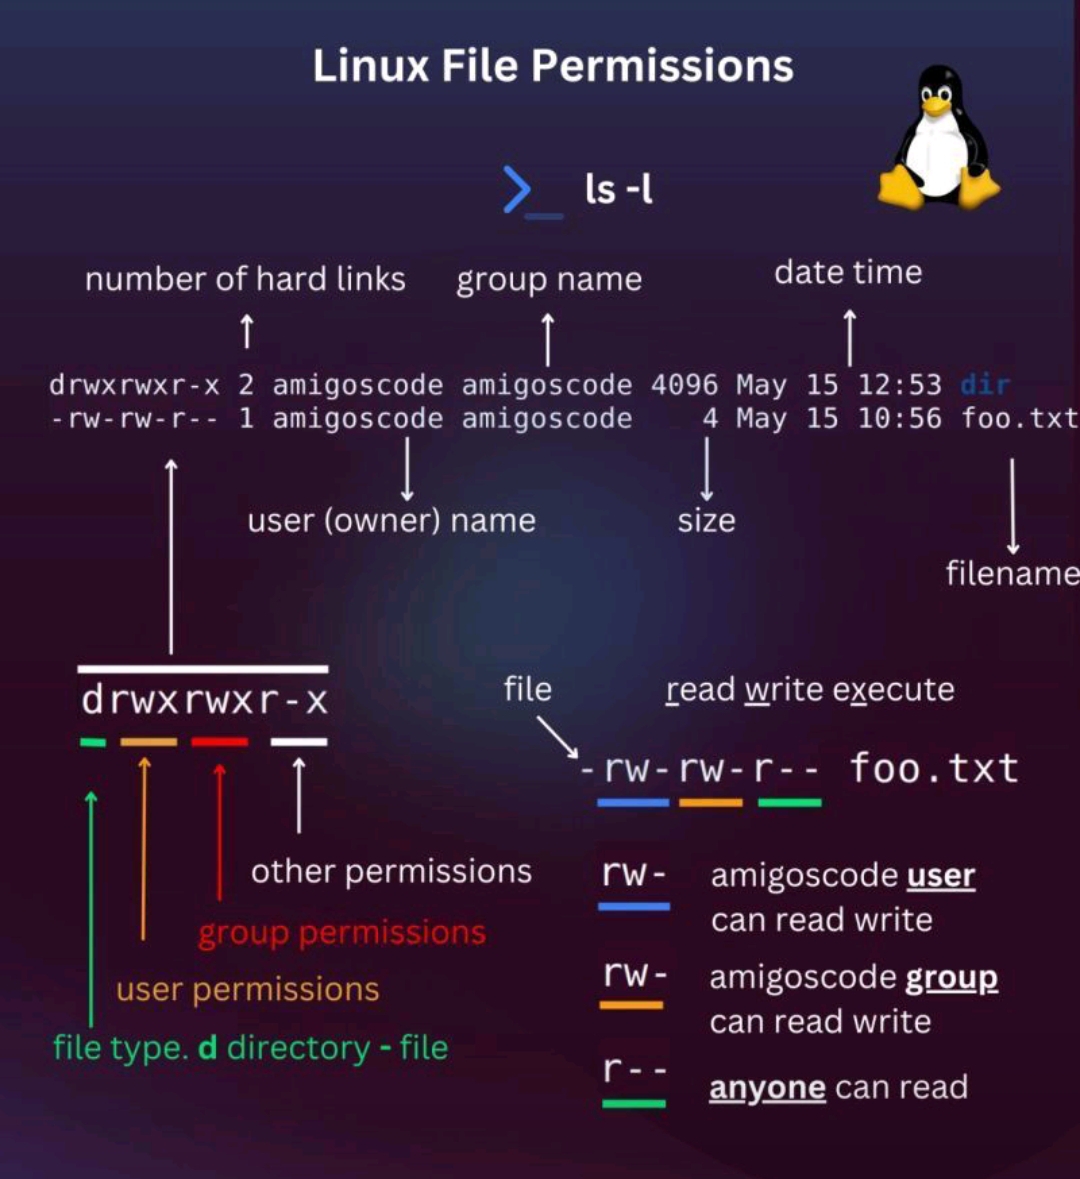 Linux File Permissions
>_ ls -l
number of hard links group name date time
drwxrwxr-x 2 amigoscode amigoscode 4096 May 15 12:53 dir
-rw-rw-r-- 1 amigoscode amigoscode 4 May 15 10:56 foo.txt
user (owner) name size
filename
drwxrwxr-x
other permissions
group permissions
user permissions
file type. d directory - file
file read write execute
-rw-rw-r-- foo.txt
rw- amigoscode user
can read write
rw- amigoscode group
can read write
r-- anyone can read